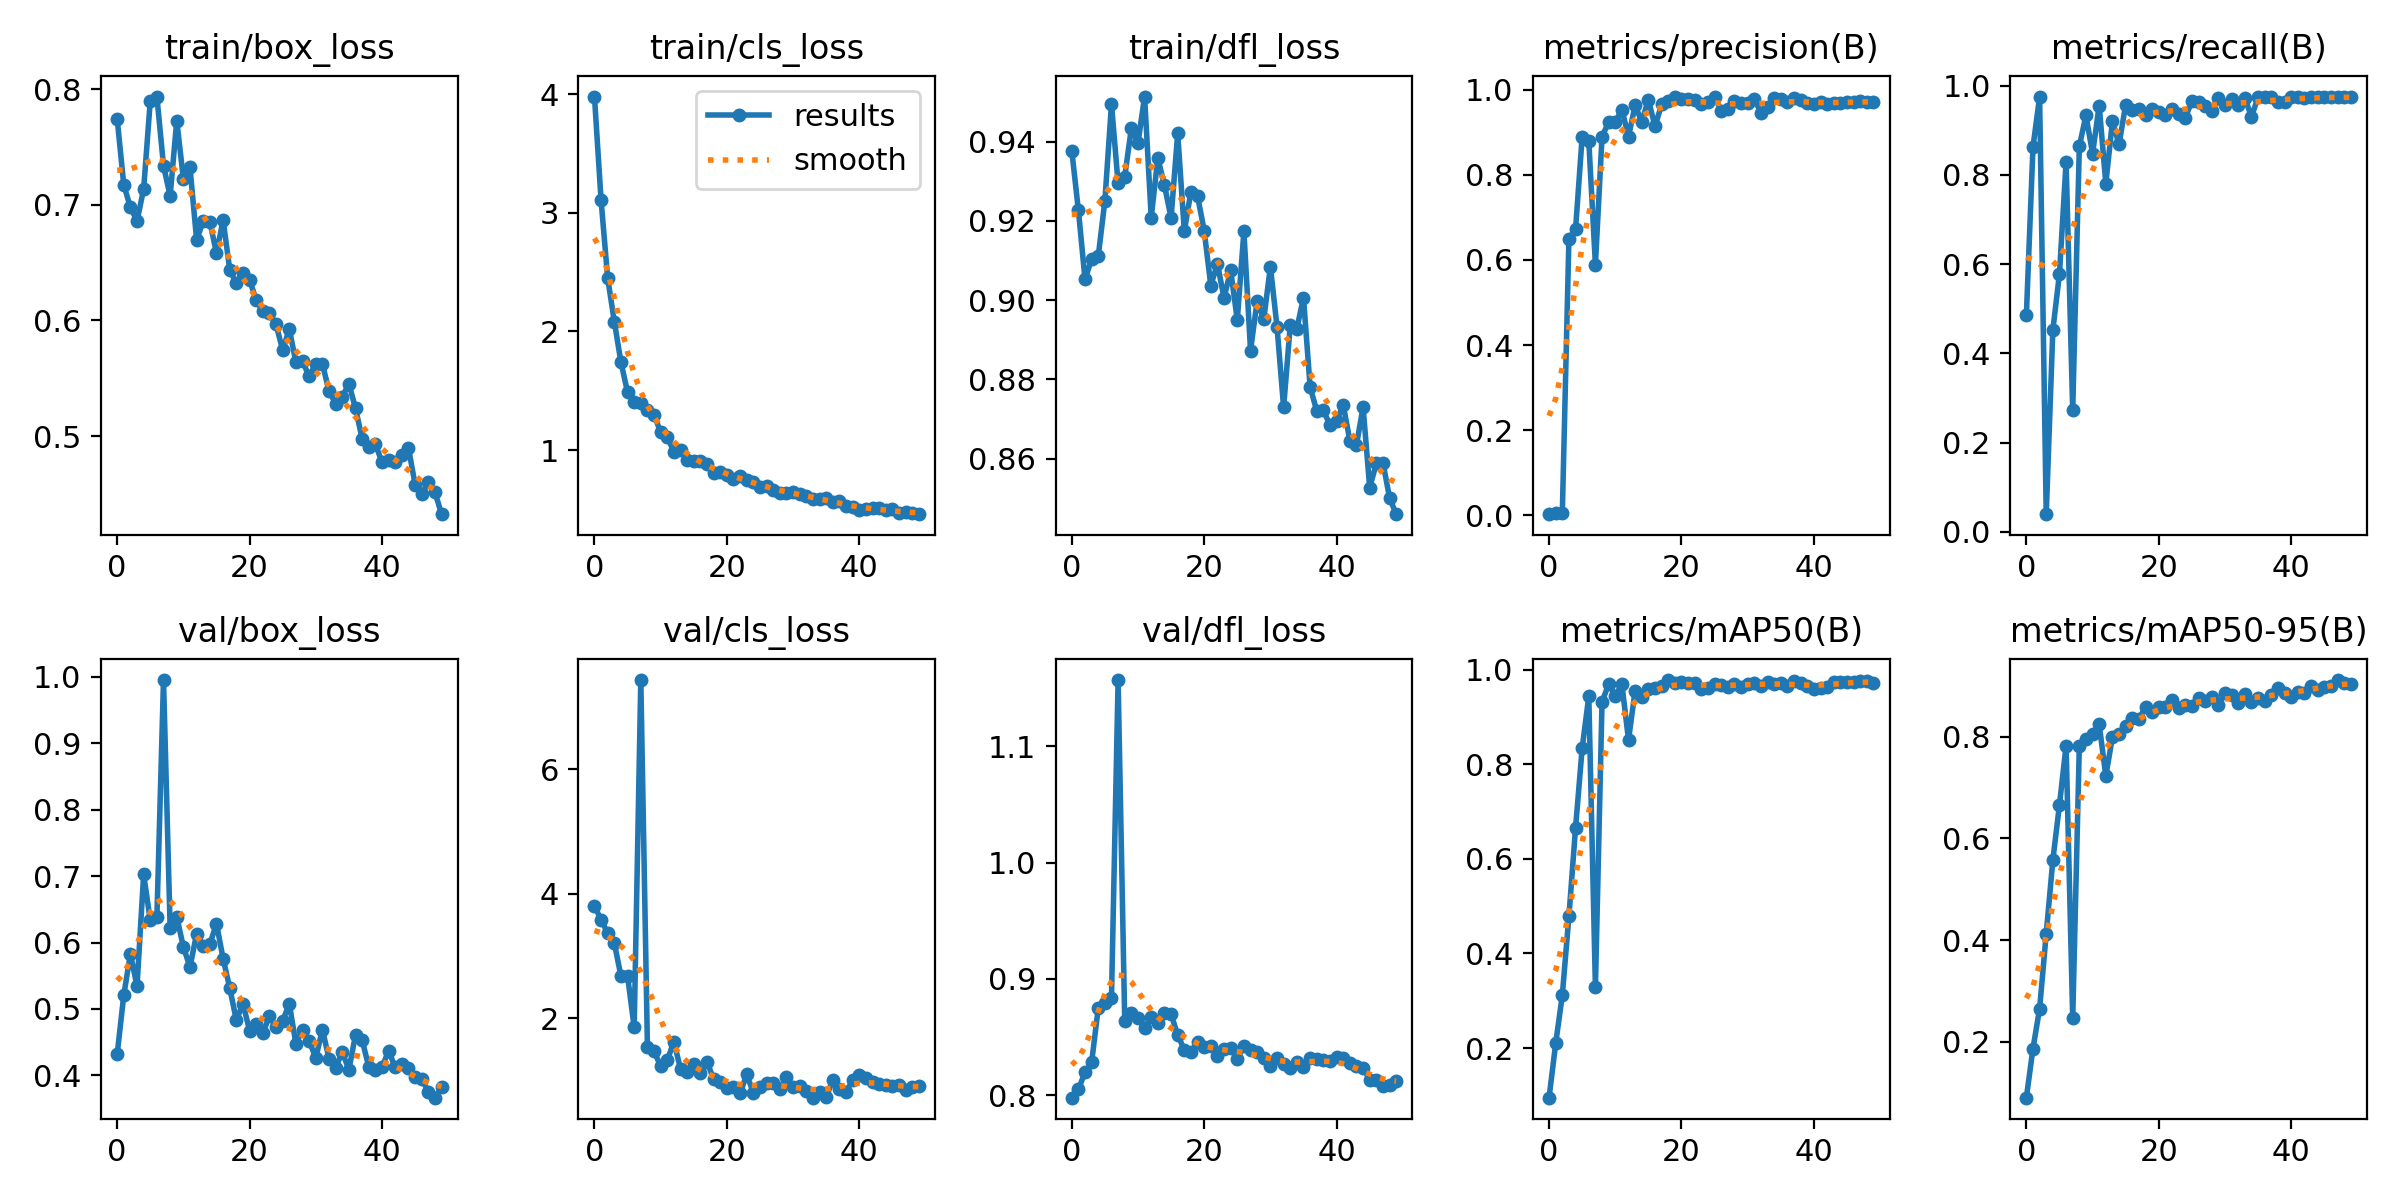 train/box_loss
0.8
0.7
0.6
0.5
0 20 40
train/cls_loss
results
smooth
4
3
2
1
0 20 40
train/dfl_loss
0.94
0.92
0.90
0.88
0.86
0 20 40
metrics/precision(B)
1.0
0.8
0.6
0.4
0.2
0.0
0 20 40
metrics/recall(B)
1.0
0.8
0.6
0.4
0.2
0.0
0 20 40
val/box_loss
1.0
0.9
0.8
0.7
0.6
0.5
0.4
0 20 40
val/cls_loss
6
4
2
0 20 40
val/dfl_loss
1.1
1.0
0.9
0.8
0 20 40
metrics/mAP50(B)
1.0
0.8
0.6
0.4
0.2
0 20 40
metrics/mAP50-95(B)
0.8
0.6
0.4
0.2
0 20 40